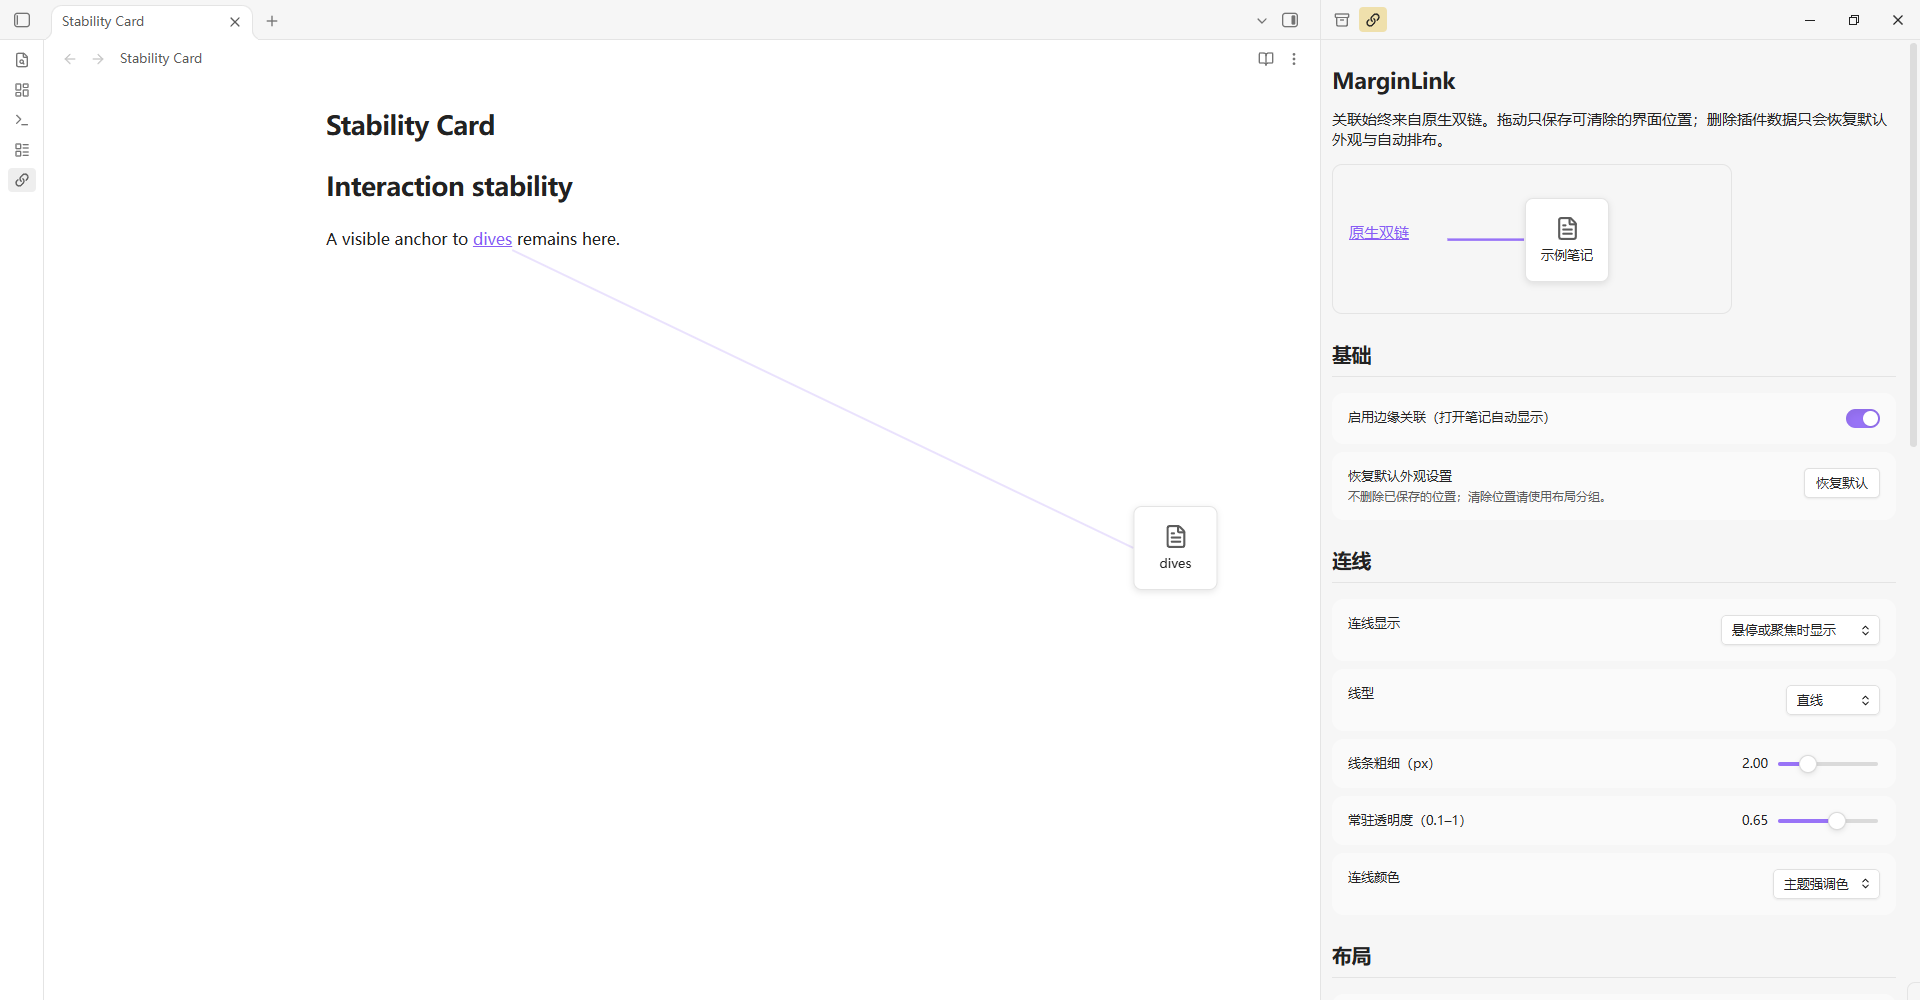 Stability Card
Stability Card
Stability Card
Interaction stability
A visible anchor to dives remains here.
dives
MarginLink
关联始终来自原生双链。拖动只保存可清除的界面位置；删除插件数据只会恢复默认
外观与自动排布。
原生双链
示例笔记
基础
启用边缘关联（打开笔记自动显示）
恢复默认外观设置
不删除已保存的位置；清除位置请使用布局分组。
恢复默认
连线
连线显示
悬停或聚焦时显示
线型
直线
线条粗细（px）
2.00
常驻透明度（0.1–1）
0.65
连线颜色
主题强调色
布局